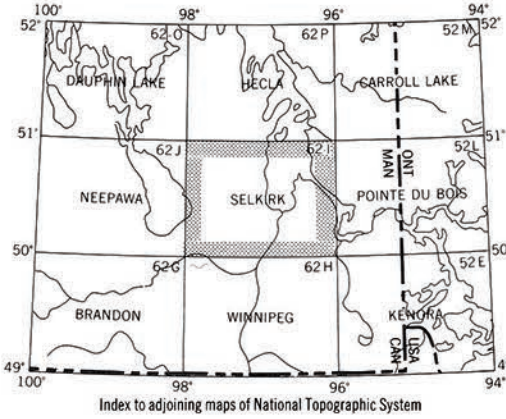 100° 98° 96° 94°
52° 62-O 62 P 52 M 52°
DAUPHIN LAKE HECLA CARROLL LAKE
51° 62 J 62 I 52 L 51°
ONT
MAN
NEEPAWA SELKIRK POINTE DU BOIS
50° 62 G 62 H 52 E 50°
BRANDON WINNIPEG KENORA
USA
CAN
49° 4°
100° 98° 96°
Index to adjoining maps of National Topographic System